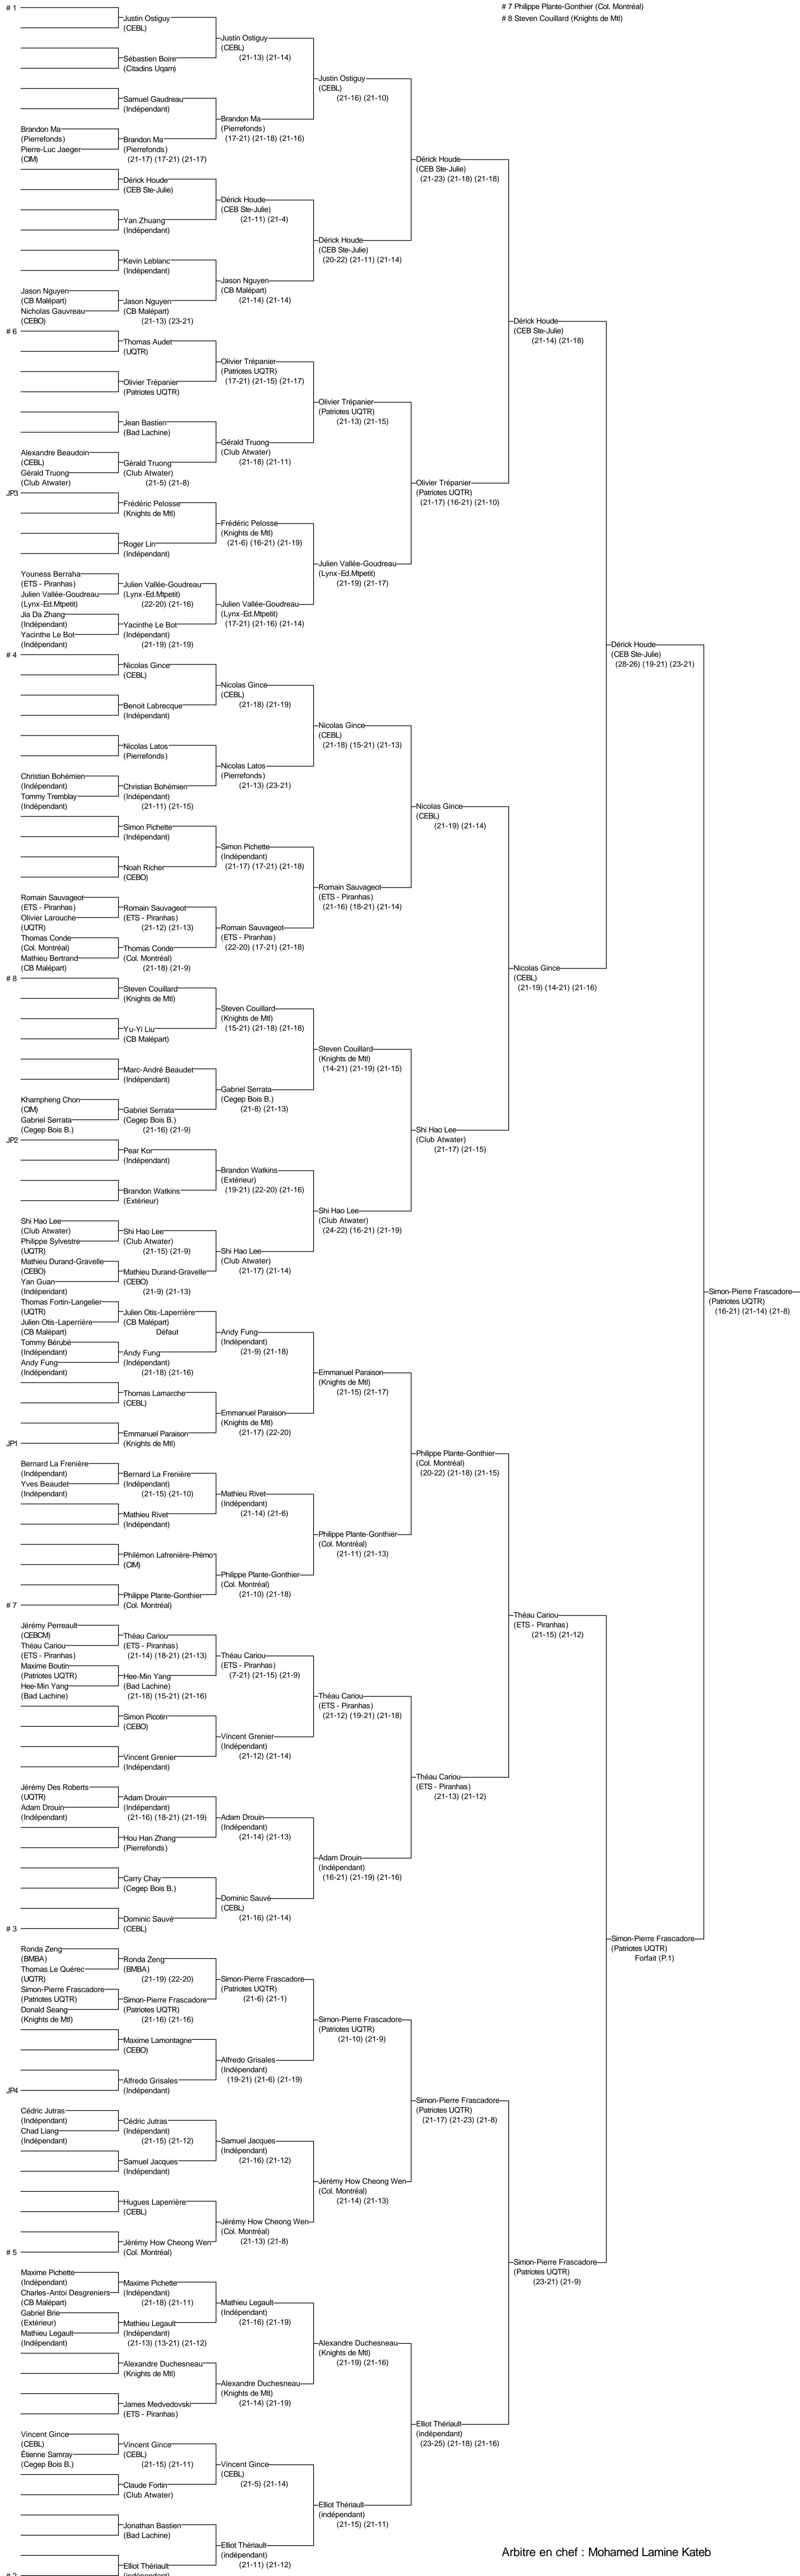 # 7 Philippe Plante-Gonthier (Col. Montréal)
# 8 Steven Couillard (Knights de Mtl)
# 1
Justin Ostiguy
(CEBL)
Sébastien Boire
(Citadins Uqam)
Samuel Gaudreau
(Indépendant)
Brandon Ma
(Pierrefonds)
Pierre-Luc Jaeger
(CIM)
Brandon Ma
(Pierrefonds)
(21-17) (17-21) (21-17)
Dérick Houde
(CEB Ste-Julie)
Yan Zhuang
(Indépendant)
Kevin Leblanc
(Indépendant)
Jason Nguyen
(CB Malépart)
Nicholas Gauvreau
(CEBO)
Jason Nguyen
(CB Malépart)
(21-13) (23-21)
# 6
Thomas Audet
(UQTR)
Olivier Trépanier
(Patriotes UQTR)
Jean Bastien
(Bad Lachine)
Alexandre Beaudoin
(CEBL)
Gérald Truong
(Club Atwater)
Gérald Truong
(Club Atwater)
(21-5) (21-8)
JP3
Frédéric Pelosse
(Knights de Mtl)
Roger Lin
(Indépendant)
Youness Berraha
(ETS - Piranhas)
Julien Vallée-Goudreau
(Lynx-Ed.Mtpetit)
Julien Vallée-Goudreau
(Lynx-Ed.Mtpetit)
(22-20) (21-16)
Jia Da Zhang
(Indépendant)
Yacinthe Le Bot
(Indépendant)
Yacinthe Le Bot
(Indépendant)
(21-19) (21-19)
# 4
Nicolas Gince
(CEBL)
Benoit Labrecque
(Indépendant)
Nicolas Latos
(Pierrefonds)
Christian Bohémien
(Indépendant)
Tommy Tremblay
(Indépendant)
Christian Bohémien
(Indépendant)
(21-11) (21-15)
Simon Pichette
(Indépendant)
Noah Richer
(CEBO)
Romain Sauvageot
(ETS - Piranhas)
Olivier Larouche
(UQTR)
Romain Sauvageot
(ETS - Piranhas)
(21-12) (21-13)
Thomas Conde
(Col. Montréal)
Mathieu Bertrand
(CB Malépart)
Thomas Conde
(Col. Montréal)
(21-18) (21-9)
# 8
Steven Couillard
(Knights de Mtl)
Yu-Yi Liu
(CB Malépart)
Marc-André Beaudet
(Indépendant)
Khampheng Chon
(CIM)
Gabriel Serrata
(Cegep Bois B.)
Gabriel Serrata
(Cegep Bois B.)
(21-16) (21-9)
JP2
Pear Kor
(Indépendant)
Brandon Watkins
(Extérieur)
Shi Hao Lee
(Club Atwater)
Philippe Sylvestre
(UQTR)
Shi Hao Lee
(Club Atwater)
(21-15) (21-9)
Mathieu Durand-Gravelle
(CEBO)
Yan Guan
(Indépendant)
Mathieu Durand-Gravelle
(CEBO)
(21-9) (21-13)
Thomas Fortin-Langelier
(UQTR)
Julien Otis-Laperrière
(CB Malépart)
Julien Otis-Laperrière
(CB Malépart)
Défaut
Tommy Bérubé
(Indépendant)
Andy Fung
(Indépendant)
Andy Fung
(Indépendant)
(21-18) (21-16)
Thomas Lamarche
(CEBL)
Emmanuel Paraison
(Knights de Mtl)
JP1
Bernard La Frenière
(Indépendant)
Yves Beaudet
(Indépendant)
Bernard La Frenière
(Indépendant)
(21-15) (21-10)
Mathieu Rivet
(Indépendant)
Philémon Lafrenière-Prémo
(CIM)
Philippe Plante-Gonthier
(Col. Montréal)
# 7
Jérémy Perreault
(CEBCM)
Théau Cariou
(ETS - Piranhas)
Théau Cariou
(ETS - Piranhas)
(21-14) (18-21) (21-13)
Maxime Boutin
(Patriotes UQTR)
Hee-Min Yang
(Bad Lachine)
Hee-Min Yang
(Bad Lachine)
(21-18) (15-21) (21-16)
Simon Picotin
(CEBO)
Vincent Grenier
(Indépendant)
Jérémy Des Roberts
(UQTR)
Adam Drouin
(Indépendant)
Adam Drouin
(Indépendant)
(21-16) (18-21) (21-19)
Hou Han Zhang
(Pierrefonds)
Carry Chay
(Cegep Bois B.)
Dominic Sauvé
(CEBL)
# 3
Ronda Zeng
(BMBA)
Thomas Le Quérec
(UQTR)
Ronda Zeng
(BMBA)
(21-19) (22-20)
Simon-Pierre Frascadore
(Patriotes UQTR)
Donald Seang
(Knights de Mtl)
Simon-Pierre Frascadore
(Patriotes UQTR)
(21-16) (21-16)
Maxime Lamontagne
(CEBO)
Alfredo Grisales
(Indépendant)
JP4
Cédric Jutras
(Indépendant)
Chad Liang
(Indépendant)
Cédric Jutras
(Indépendant)
(21-15) (21-12)
Samuel Jacques
(Indépendant)
Hugues Laperrière
(CEBL)
Jérémy How Cheong Wen
(Col. Montréal)
# 5
Maxime Pichette
(Indépendant)
Charles-Antoi Desgreniers
(CB Malépart)
Maxime Pichette
(Indépendant)
(21-18) (21-11)
Gabriel Brie
(Extérieur)
Mathieu Legault
(Indépendant)
Mathieu Legault
(Indépendant)
(21-13) (13-21) (21-12)
Alexandre Duchesneau
(Knights de Mtl)
James Medvedovski
(ETS - Piranhas)
Vincent Gince
(CEBL)
Étienne Samray
(Cegep Bois B.)
Vincent Gince
(CEBL)
(21-15) (21-11)
Claude Fortin
(Club Atwater)
Jonathan Bastien
(Bad Lachine)
Elliot Thériault
(indépendant)
# 2
Justin Ostiguy
(CEBL)
(21-13) (21-14)
Brandon Ma
(Pierrefonds)
(17-21) (21-18) (21-16)
Dérick Houde
(CEB Ste-Julie)
(21-11) (21-4)
Jason Nguyen
(CB Malépart)
(21-14) (21-14)
Olivier Trépanier
(Patriotes UQTR)
(17-21) (21-15) (21-17)
Gérald Truong
(Club Atwater)
(21-18) (21-11)
Frédéric Pelosse
(Knights de Mtl)
(21-6) (16-21) (21-19)
Julien Vallée-Goudreau
(Lynx-Ed.Mtpetit)
(17-21) (21-16) (21-14)
Nicolas Gince
(CEBL)
(21-18) (21-19)
Nicolas Latos
(Pierrefonds)
(21-13) (23-21)
Simon Pichette
(Indépendant)
(21-17) (17-21) (21-18)
Romain Sauvageot
(ETS - Piranhas)
(22-20) (17-21) (21-18)
Steven Couillard
(Knights de Mtl)
(15-21) (21-18) (21-18)
Gabriel Serrata
(Cegep Bois B.)
(21-8) (21-13)
Brandon Watkins
(Extérieur)
(19-21) (22-20) (21-16)
Shi Hao Lee
(Club Atwater)
(21-17) (21-14)
Andy Fung
(Indépendant)
(21-9) (21-18)
Emmanuel Paraison
(Knights de Mtl)
(21-17) (22-20)
Mathieu Rivet
(Indépendant)
(21-14) (21-6)
Philippe Plante-Gonthier
(Col. Montréal)
(21-10) (21-18)
Théau Cariou
(ETS - Piranhas)
(7-21) (21-15) (21-9)
Vincent Grenier
(Indépendant)
(21-12) (21-14)
Adam Drouin
(Indépendant)
(21-14) (21-13)
Dominic Sauvé
(CEBL)
(21-16) (21-14)
Simon-Pierre Frascadore
(Patriotes UQTR)
(21-6) (21-1)
Alfredo Grisales
(Indépendant)
(19-21) (21-6) (21-19)
Samuel Jacques
(Indépendant)
(21-16) (21-12)
Jérémy How Cheong Wen
(Col. Montréal)
(21-13) (21-8)
Mathieu Legault
(Indépendant)
(21-16) (21-19)
Alexandre Duchesneau
(Knights de Mtl)
(21-14) (21-19)
Vincent Gince
(CEBL)
(21-5) (21-14)
Elliot Thériault
(indépendant)
(21-11) (21-12)
Justin Ostiguy
(CEBL)
(21-16) (21-10)
Dérick Houde
(CEB Ste-Julie)
(20-22) (21-11) (21-14)
Olivier Trépanier
(Patriotes UQTR)
(21-13) (21-15)
Julien Vallée-Goudreau
(Lynx-Ed.Mtpetit)
(21-19) (21-17)
Nicolas Gince
(CEBL)
(21-18) (15-21) (21-13)
Romain Sauvageot
(ETS - Piranhas)
(21-16) (18-21) (21-14)
Steven Couillard
(Knights de Mtl)
(14-21) (21-19) (21-15)
Shi Hao Lee
(Club Atwater)
(24-22) (16-21) (21-19)
Emmanuel Paraison
(Knights de Mtl)
(21-15) (21-17)
Philippe Plante-Gonthier
(Col. Montréal)
(21-11) (21-13)
Théau Cariou
(ETS - Piranhas)
(21-12) (19-21) (21-18)
Adam Drouin
(Indépendant)
(16-21) (21-19) (21-16)
Simon-Pierre Frascadore
(Patriotes UQTR)
(21-10) (21-9)
Jérémy How Cheong Wen
(Col. Montréal)
(21-14) (21-13)
Alexandre Duchesneau
(Knights de Mtl)
(21-19) (21-16)
Elliot Thériault
(indépendant)
(21-15) (21-11)
Dérick Houde
(CEB Ste-Julie)
(21-23) (21-18) (21-18)
Olivier Trépanier
(Patriotes UQTR)
(21-17) (16-21) (21-10)
Nicolas Gince
(CEBL)
(21-19) (21-14)
Shi Hao Lee
(Club Atwater)
(21-17) (21-15)
Philippe Plante-Gonthier
(Col. Montréal)
(20-22) (21-18) (21-15)
Théau Cariou
(ETS - Piranhas)
(21-13) (21-12)
Simon-Pierre Frascadore
(Patriotes UQTR)
(21-17) (21-23) (21-8)
Elliot Thériault
(indépendant)
(23-25) (21-18) (21-16)
Dérick Houde
(CEB Ste-Julie)
(21-14) (21-18)
Nicolas Gince
(CEBL)
(21-19) (14-21) (21-16)
Théau Cariou
(ETS - Piranhas)
(21-15) (21-12)
Simon-Pierre Frascadore
(Patriotes UQTR)
(23-21) (21-9)
Dérick Houde
(CEB Ste-Julie)
(28-26) (19-21) (23-21)
Simon-Pierre Frascadore
(Patriotes UQTR)
Forfait (P.1)
Simon-Pierre Frascadore
(Patriotes UQTR)
(16-21) (21-14) (21-8)
Arbitre en chef : Mohamed Lamine Kateb